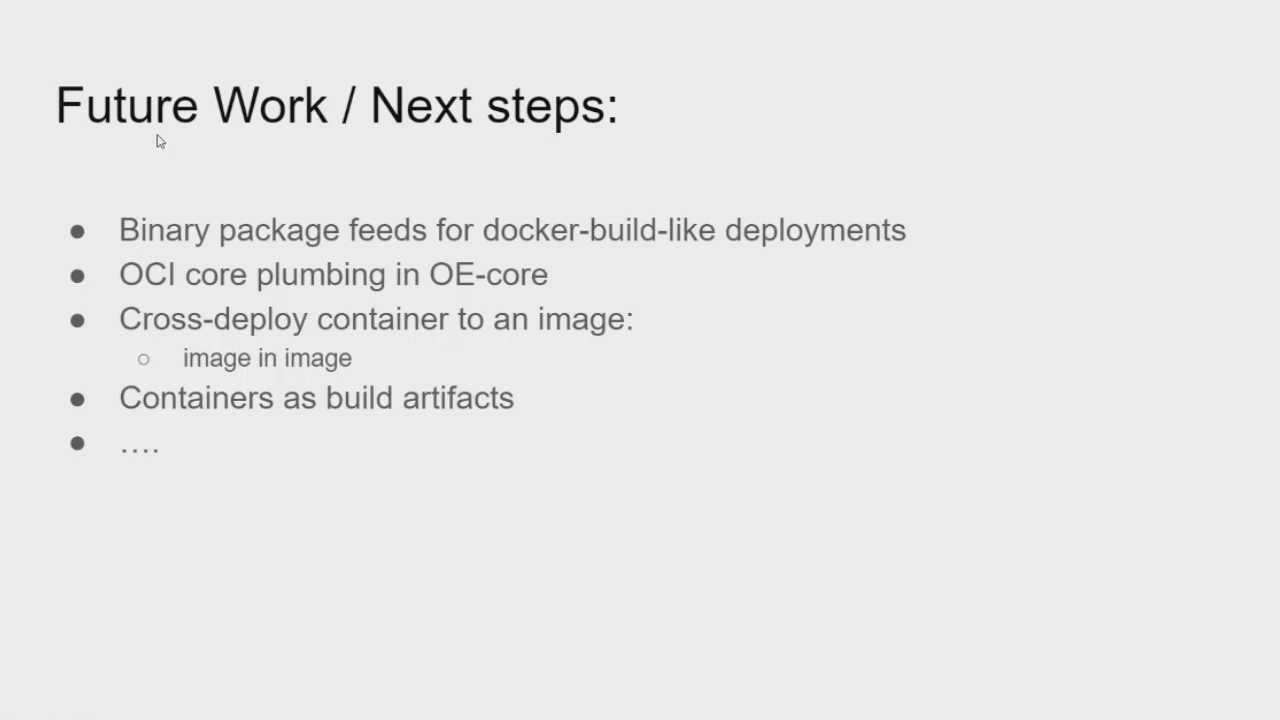 Future Work / Next steps:
● Binary package feeds for docker-build-like deployments
● OCI core plumbing in OE-core
● Cross-deploy container to an image:
○ image in image
● Containers as build artifacts
● ….